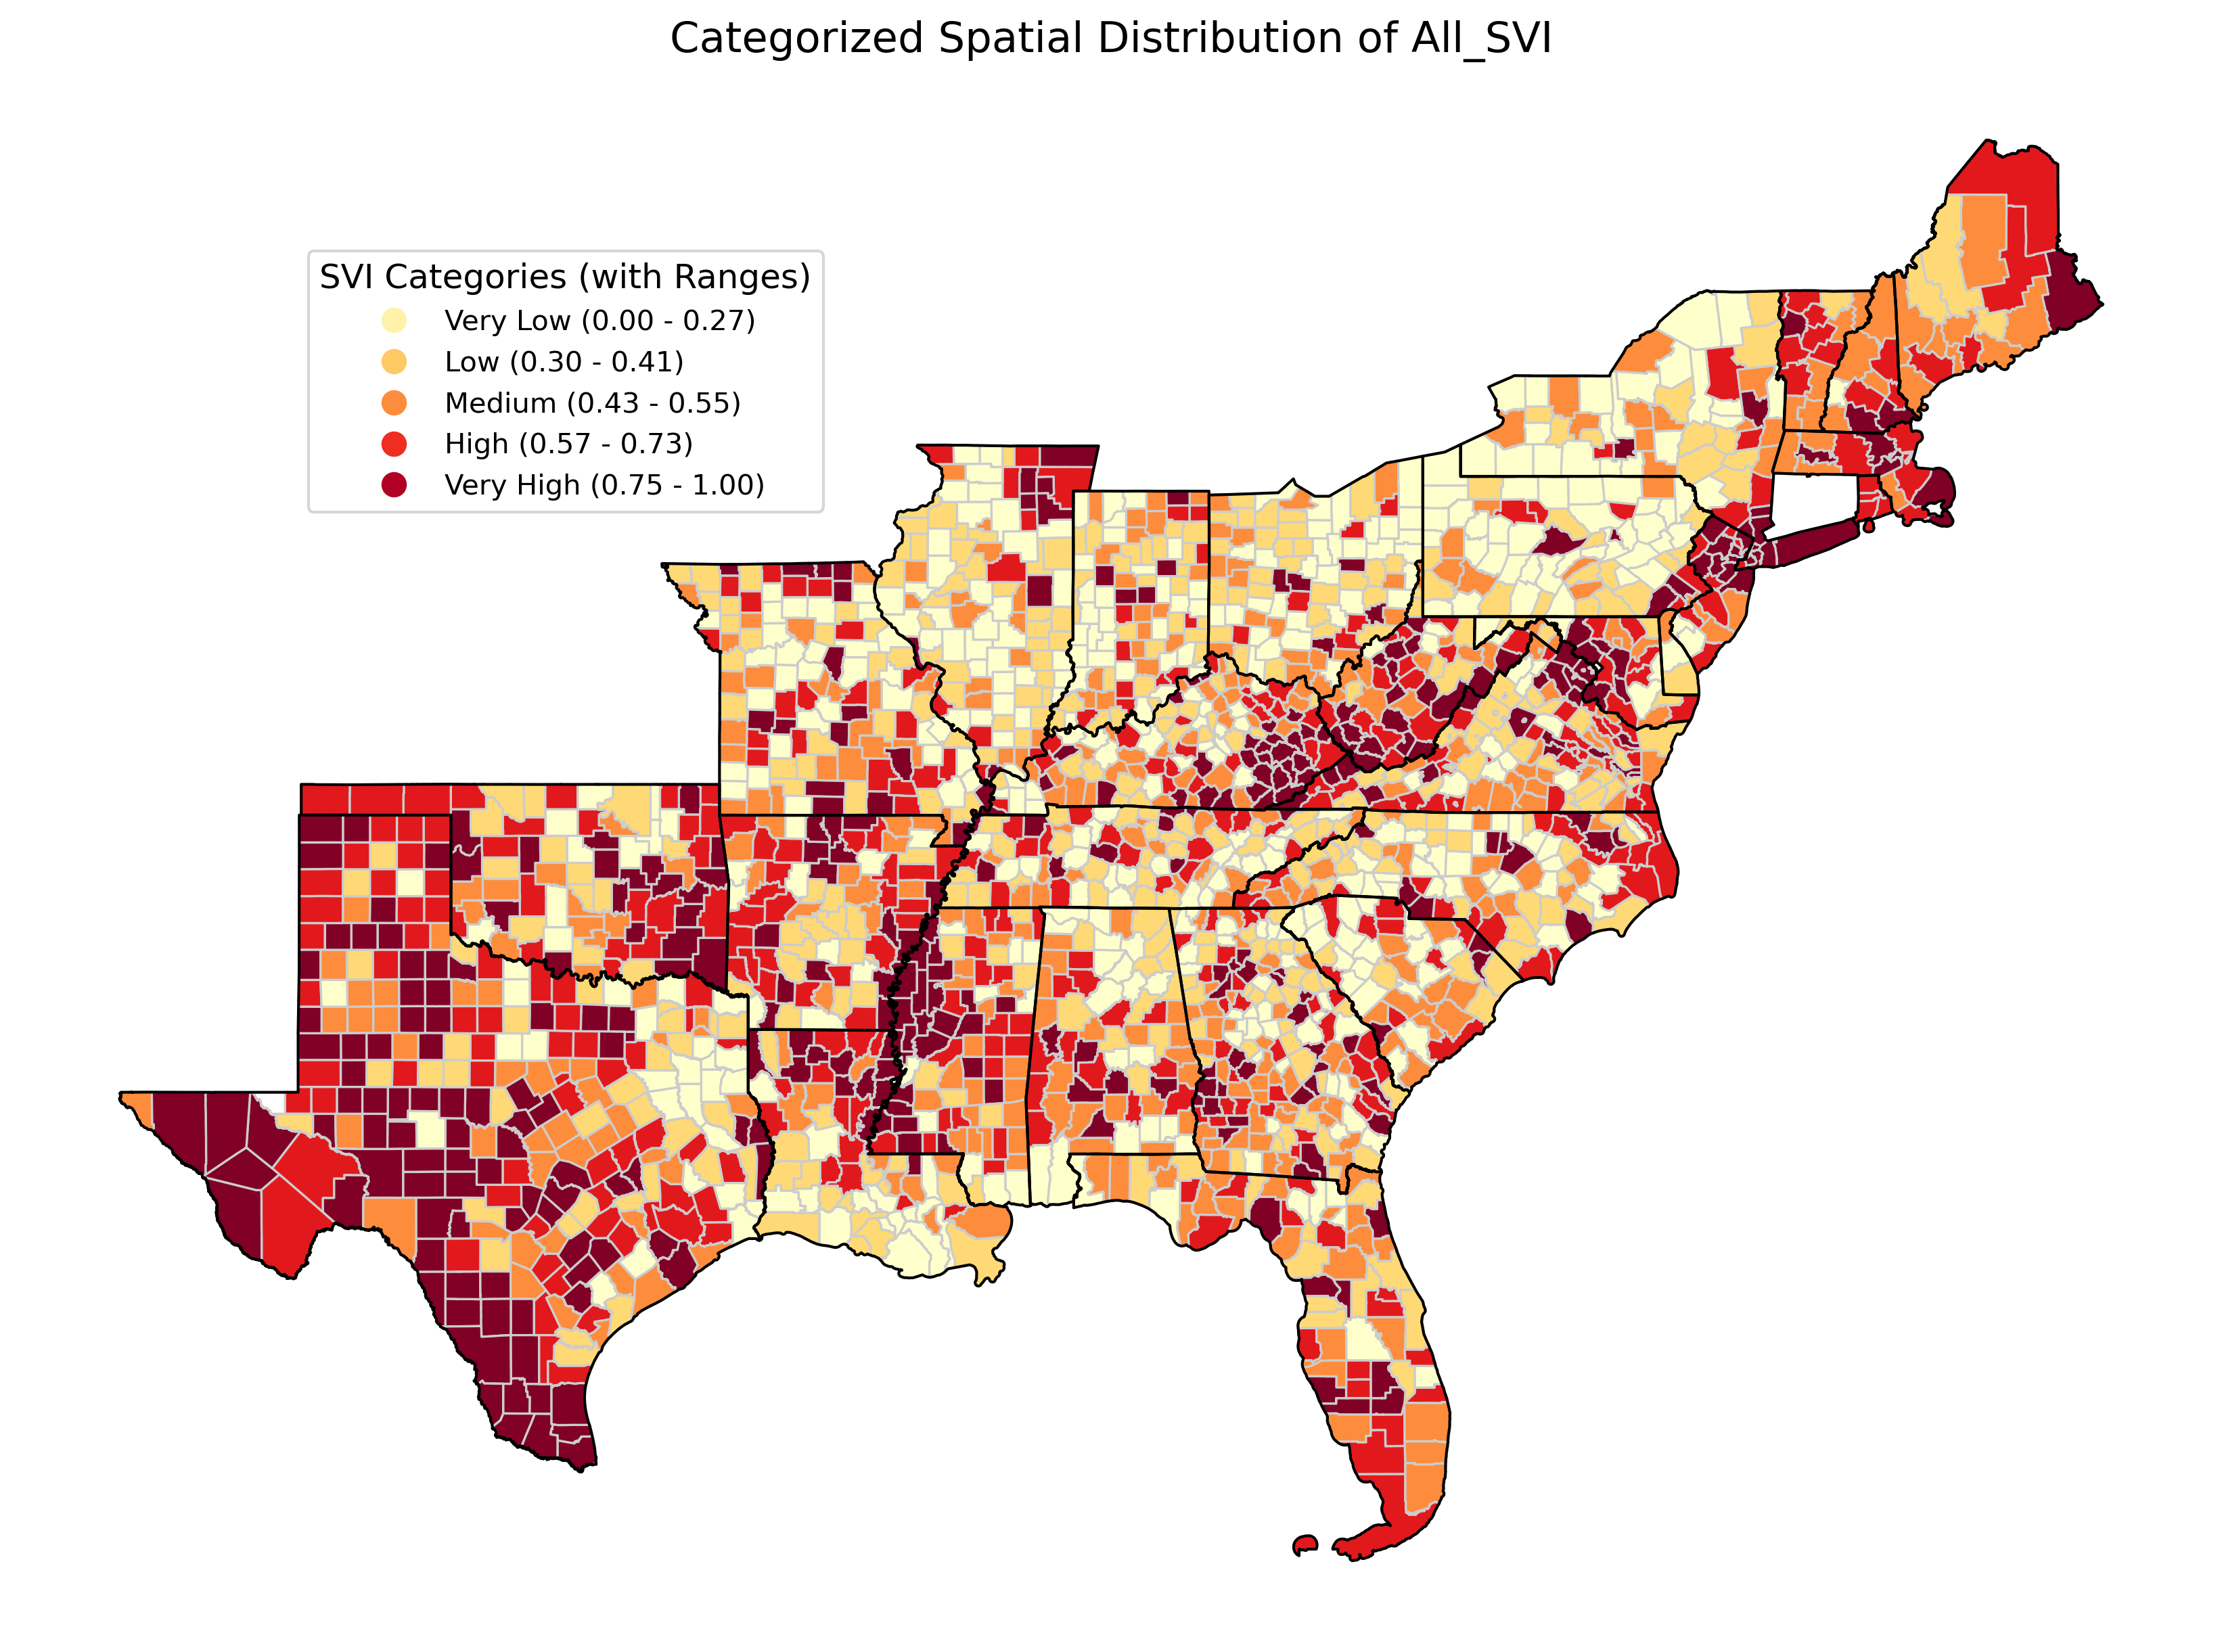 Categorized Spatial Distribution of All_SVI
SVI Categories (with Ranges)
Very Low (0.00 - 0.27)
Low (0.30 - 0.41)
Medium (0.43 - 0.55)
High (0.57 - 0.73)
Very High (0.75 - 1.00)